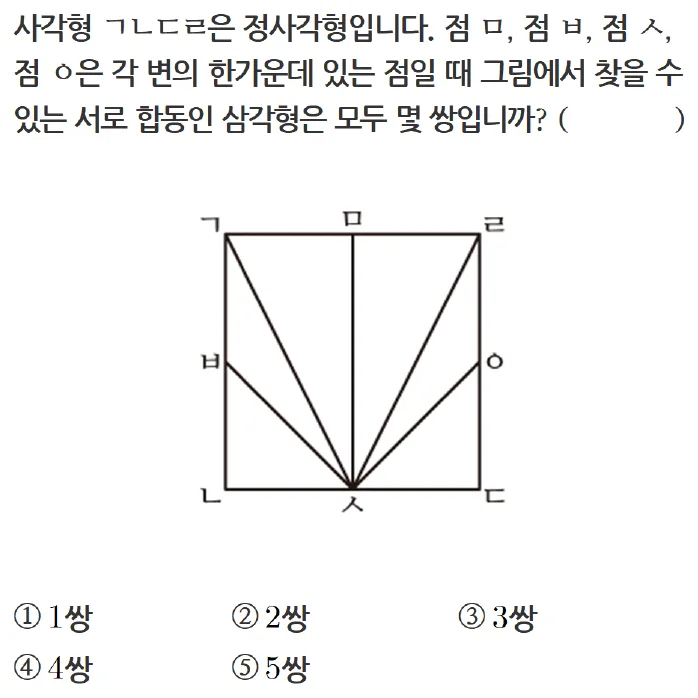 사각형 ㄱㄴㄷㄹ은 정사각형입니다. 점 ㅁ, 점 ㅂ, 점 ㅅ,
점 ㅇ은 각 변의 한가운데 있는 점일 때 그림에서 찾을 수
있는 서로 합동인 삼각형은 모두 몇 쌍입니까? ( )
ㄱ ㅁ ㄹ
ㅂ ㅇ
ㄴ ㅅ ㄷ
① 1쌍 ② 2쌍 ③ 3쌍
④ 4쌍 ⑤ 5쌍